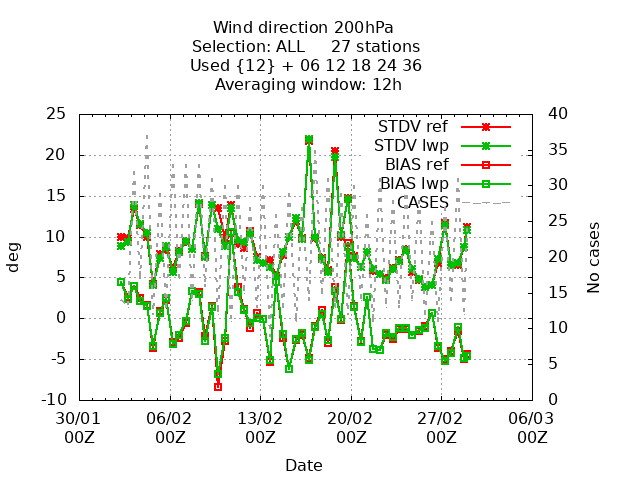 Wind direction 200hPa
Selection: ALL 27 stations
Used {12} + 06 12 18 24 36
Averaging window: 12h
25 40
STDV ref
STDV lwp
BIAS ref
BIAS lwp
CASES
20
15
10
5
0
-5
-10
35
30
25
20
15
10
5
0
deg
No cases
30/01 06/02 13/02 20/02 27/02 06/03
00Z 00Z 00Z 00Z 00Z 00Z
Date